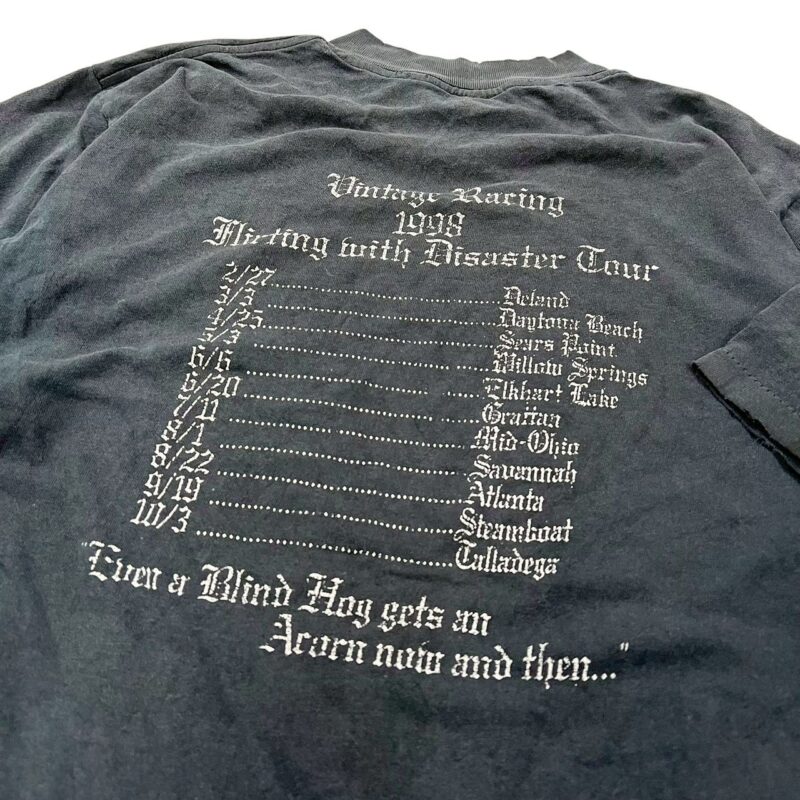 Vintage Racing
1998
Flirting with Disaster Tour
2/27 ........................ Deland
3/3 ........................ Daytona Beach
4/25 ........................ Sears Point
5/3 ........................ Willow Springs
6/6 ........................ Elkhart Lake
6/20 ........................ Grattan
7/11 ........................ Mid-Ohio
8/1 ........................ Savannah
8/22 ........................ Atlanta
9/19 ........................ Steamboat
10/3 ........................ Talladega
"Even a Blind Hog gets an
Acorn now and then..."